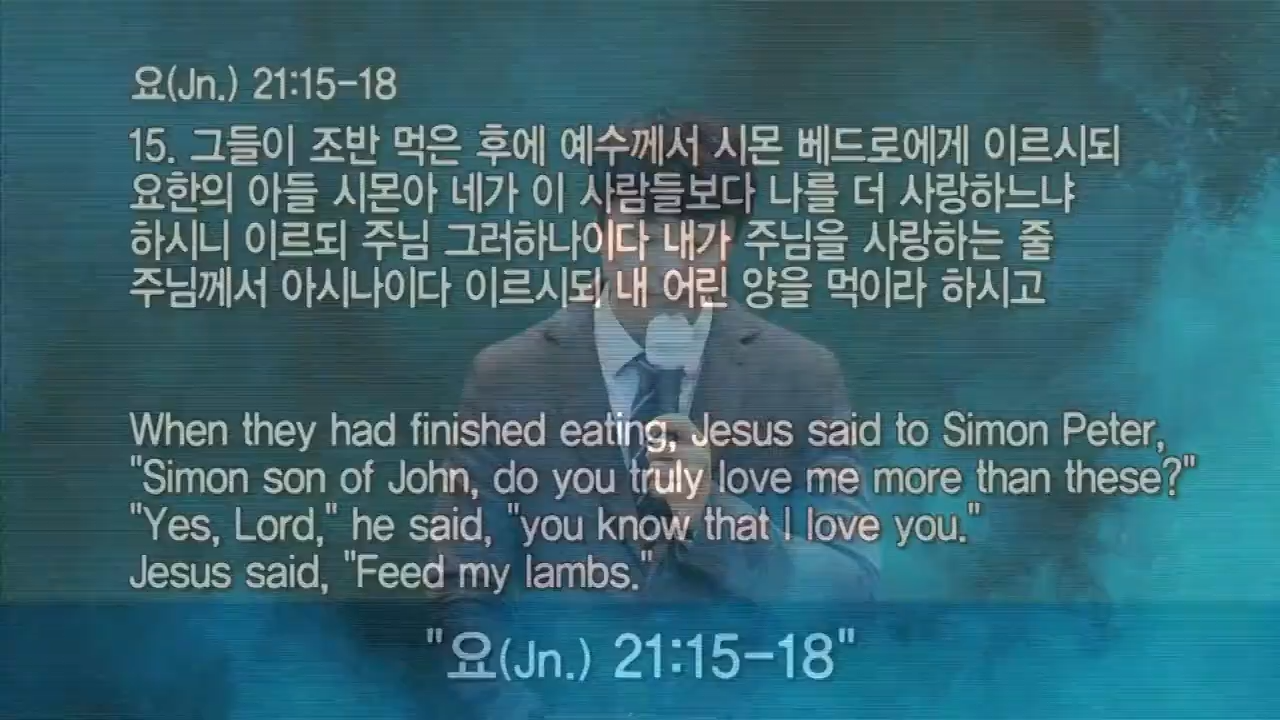 요(Jn.) 21:15-18
15. 그들이 조반 먹은 후에 예수께서 시몬 베드로에게 이르시되
요한의 아들 시몬아 네가 이 사람들보다 나를 더 사랑하느냐
하시니 이르되 주님 그러하나이다 내가 주님을 사랑하는 줄
주님께서 아시나이다 이르시되 내 어린 양을 먹이라 하시고
When they had finished eating, Jesus said to Simon Peter,
"Simon son of John, do you truly love me more than these?"
"Yes, Lord," he said, "you know that I love you."
Jesus said, "Feed my lambs."
"요(Jn.) 21:15-18"